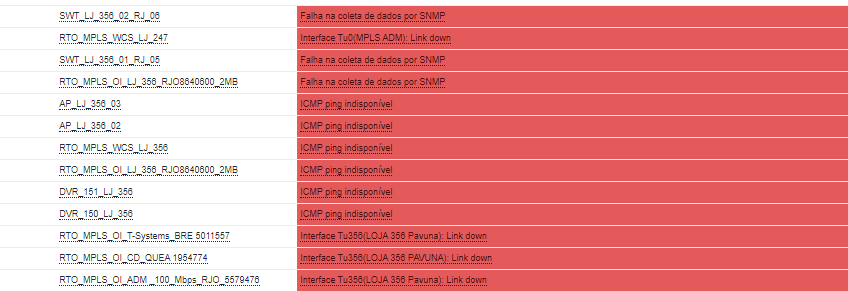 SWT_LJ_356_02_RJ_06 Falha na coleta de dados por SNMP
RTO_MPLS_WCS_LJ_247 Interface Tu0(MPLS ADM): Link down
SWT_LJ_356_01_RJ_05 Falha na coleta de dados por SNMP
RTO_MPLS_OI_LJ_356_RJO8640600_2MB Falha na coleta de dados por SNMP
AP_LJ_356_03 ICMP ping indisponível
AP_LJ_356_02 ICMP ping indisponível
RTO_MPLS_WCS_LJ_356 ICMP ping indisponível
RTO_MPLS_OI_LJ_356_RJO8640600_2MB ICMP ping indisponível
DVR_151_LJ_356 ICMP ping indisponível
DVR_150_LJ_356 ICMP ping indisponível
RTO_MPLS_OI_T-Systems_BRE 5011557 Interface Tu356(LOJA 356 Pavuna): Link down
RTO_MPLS_OI_CD_QUEA 1954774 Interface Tu356(LOJA 356 PAVUNA): Link down
RTO_MPLS_OI_ADM _100_Mbps_RJO_5579476 Interface Tu356(LOJA 356 Pavuna): Link down